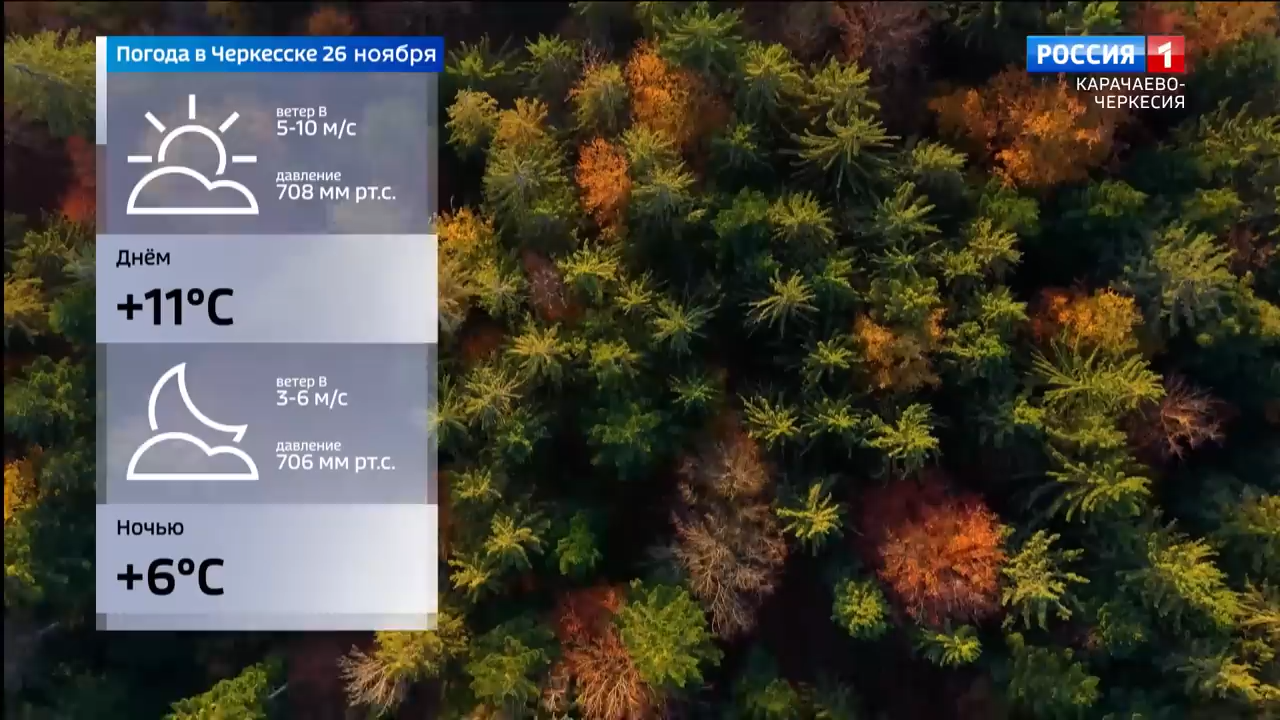 Погода в Черкесске 26 ноября
ветер В
5-10 м/с
давление
708 мм рт.с.
Днём
+11°C
ветер В
3-6 м/с
давление
706 мм рт.с.
Ночью
+6°C
РОССИЯ 1
КАРАЧАЕВО-
ЧЕРКЕСИЯ